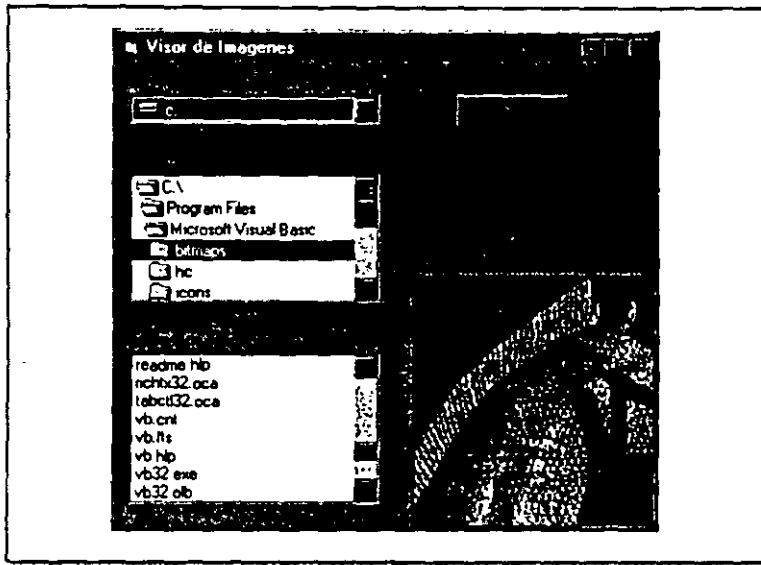 Visor de Imagenes
c:
C:\
Program Files
Microsoft Visual Basic
bitmaps
hc
icons
readme hlp
richtx32.oca
tabctl32.oca
vb.cnt
vb.fts
vb hlp
vb32 exe
vb32 olb